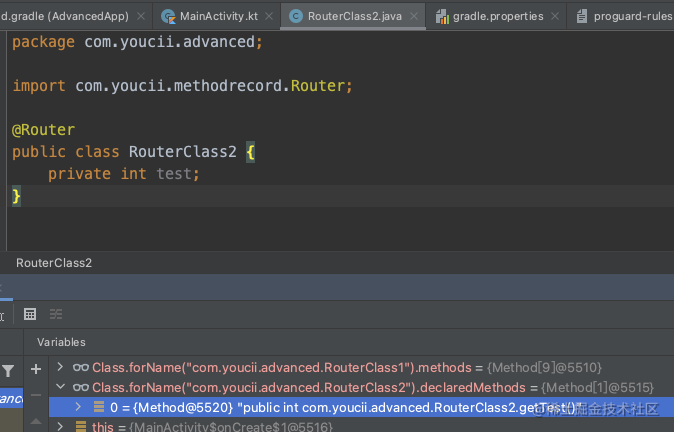 d.gradle (AdvancedApp)
MainActivity.kt
RouterClass2.java
gradle.properties
proguard-rules
package com.youcii.advanced;
import com.youcii.methodrecord.Router;
@Router
public class RouterClass2 {
private int test;
}
RouterClass2
Variables
Class.forName("com.youcii.advanced.RouterClass1").methods = {Method[9]@5510}
ance
Class.forName("com.youcii.advanced.RouterClass2").declaredMethods = {Method[1]@5515}
0 = {Method@5520} "public int com.youcii.advanced.RouterClass2.getTest()"
@稀土掘金技术社区
this = {MainActivity$onCreate$1@5516}